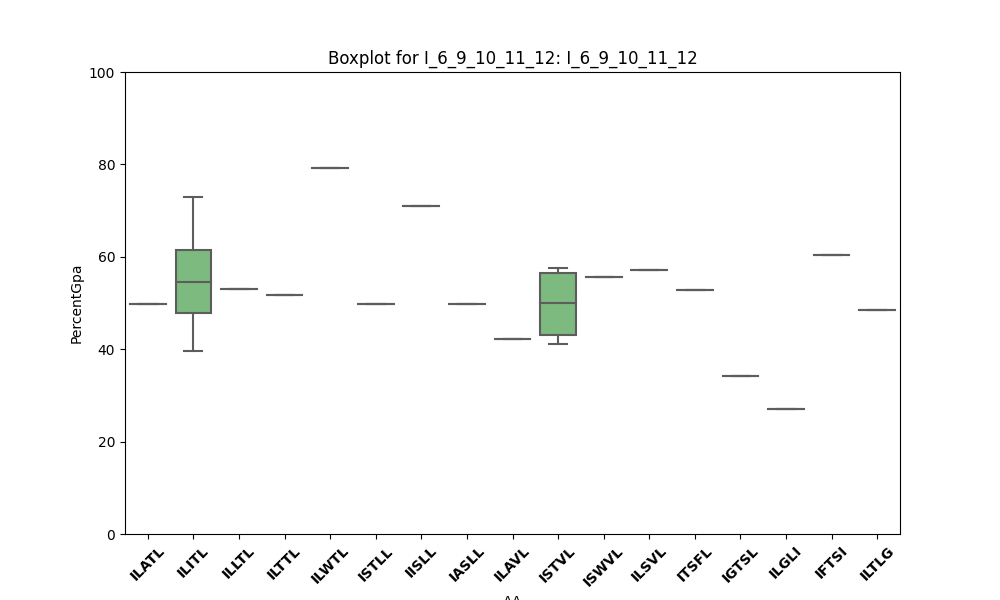 Boxplot for I_6_9_10_11_12: I_6_9_10_11_12
100
80
60
40
20
0
PercentGpa
ILATL
ILITL
ILLTL
ILTTL
ILWTL
ISTLL
IISLL
IASLL
ILAVL
ISTVL
ISWVL
ILSVL
ITSFL
IGTSL
ILGLI
IFTSI
ILTLG
AA